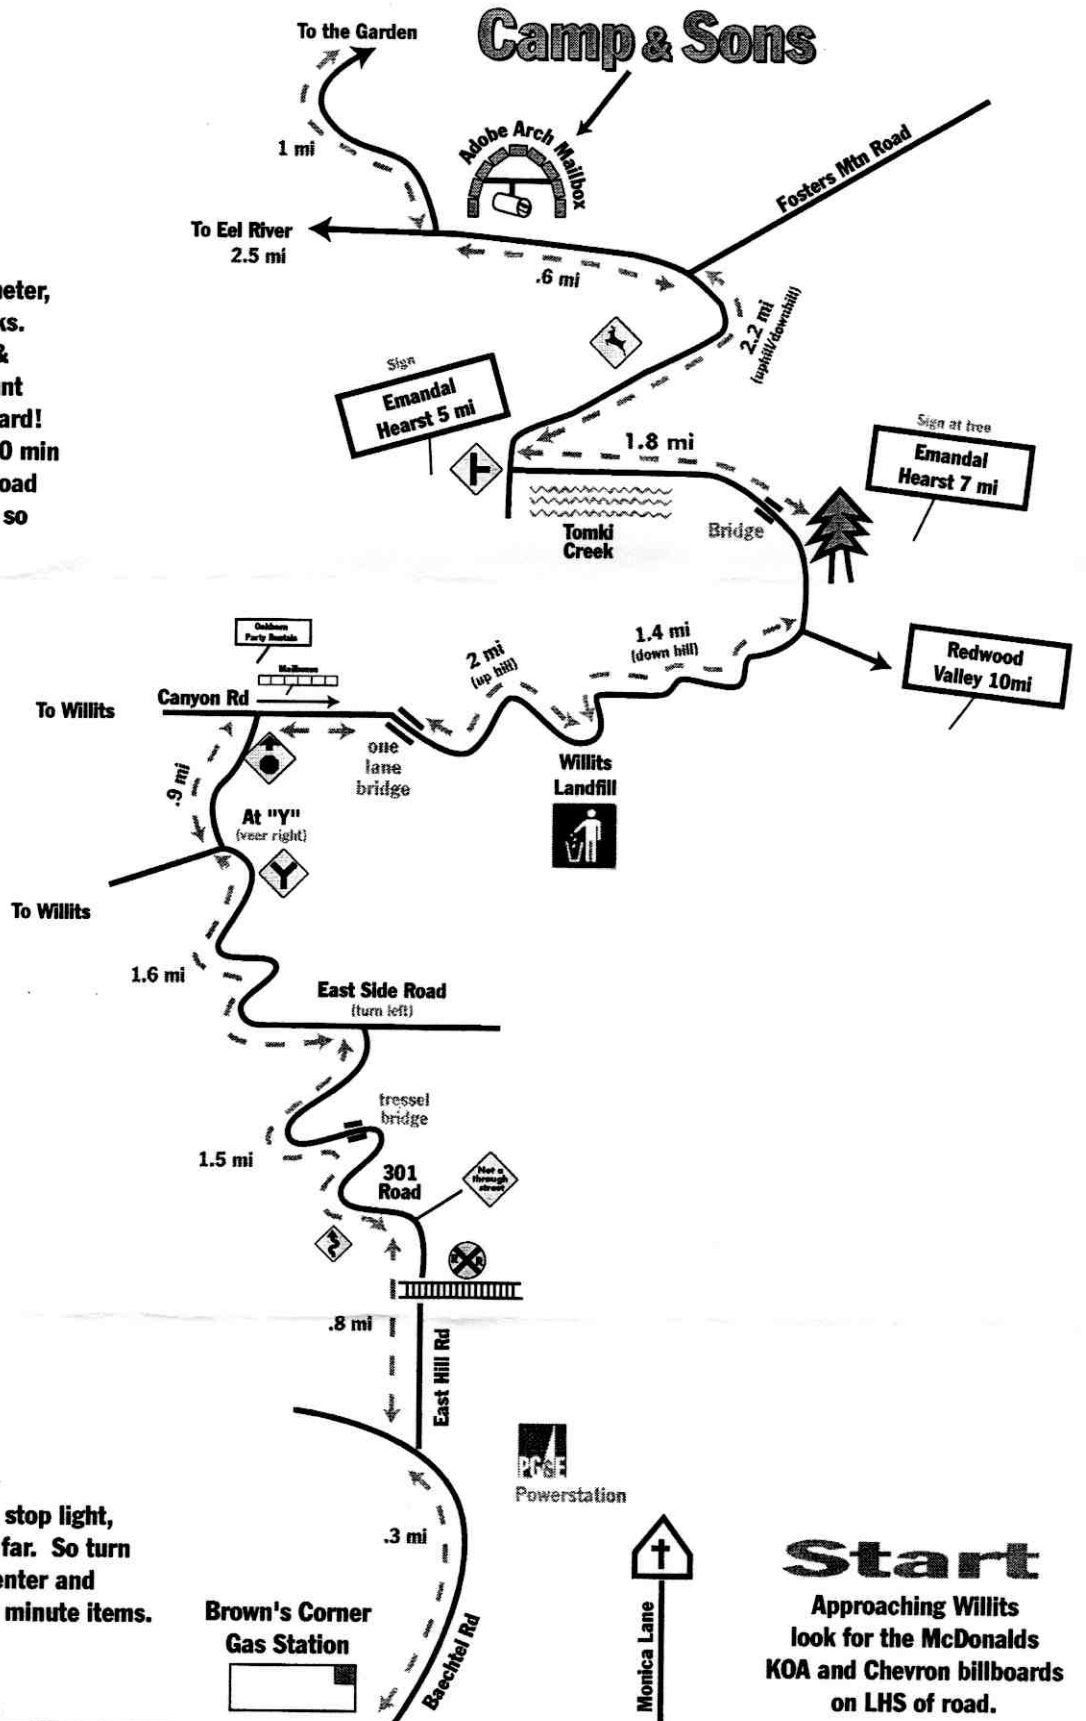 To the Garden
Camp & Sons
Adobe Arch Mailbox
1 mi
Fosters Mtn Road
To Eel River
2.5 mi
.6 mi
2.2 mi
(uphill/downhill)
eter,
ks.
&
nt
ard!
0 min
oad
so
Sign
Emandal
Hearst 5 mi
1.8 mi
Sign at tree
Emandal
Hearst 7 mi
Tomki
Creek
Bridge
Oakhorn
Party Rentals
Mailboxes
2 mi
(up hill)
1.4 mi
(down hill)
Redwood
Valley 10mi
Canyon Rd
To Willits
one
lane
bridge
Willits
Landfill
.9 mi
At "Y"
(veer right)
To Willits
1.6 mi
East Side Road
(turn left)
tressel
bridge
1.5 mi
301
Road
Not a
through
street
R R
.8 mi
East Hill Rd
PG&E
Powerstation
stop light,
far. So turn
enter and
minute items.
.3 mi
Brown's Corner
Gas Station
Baechtel Rd
Monica Lane
Start
Approaching Willits
look for the McDonalds
KOA and Chevron billboards
on LHS of road.